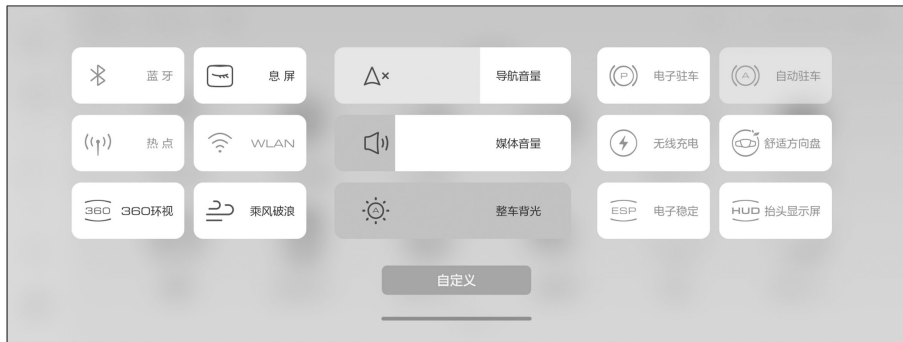 蓝牙
息屏
导航音量
P 电子驻车
A 自动驻车
热点
WLAN
媒体音量
无线充电
舒适方向盘
360 360环视
乘风破浪
A 整车背光
ESP 电子稳定
HUD 抬头显示屏
自定义